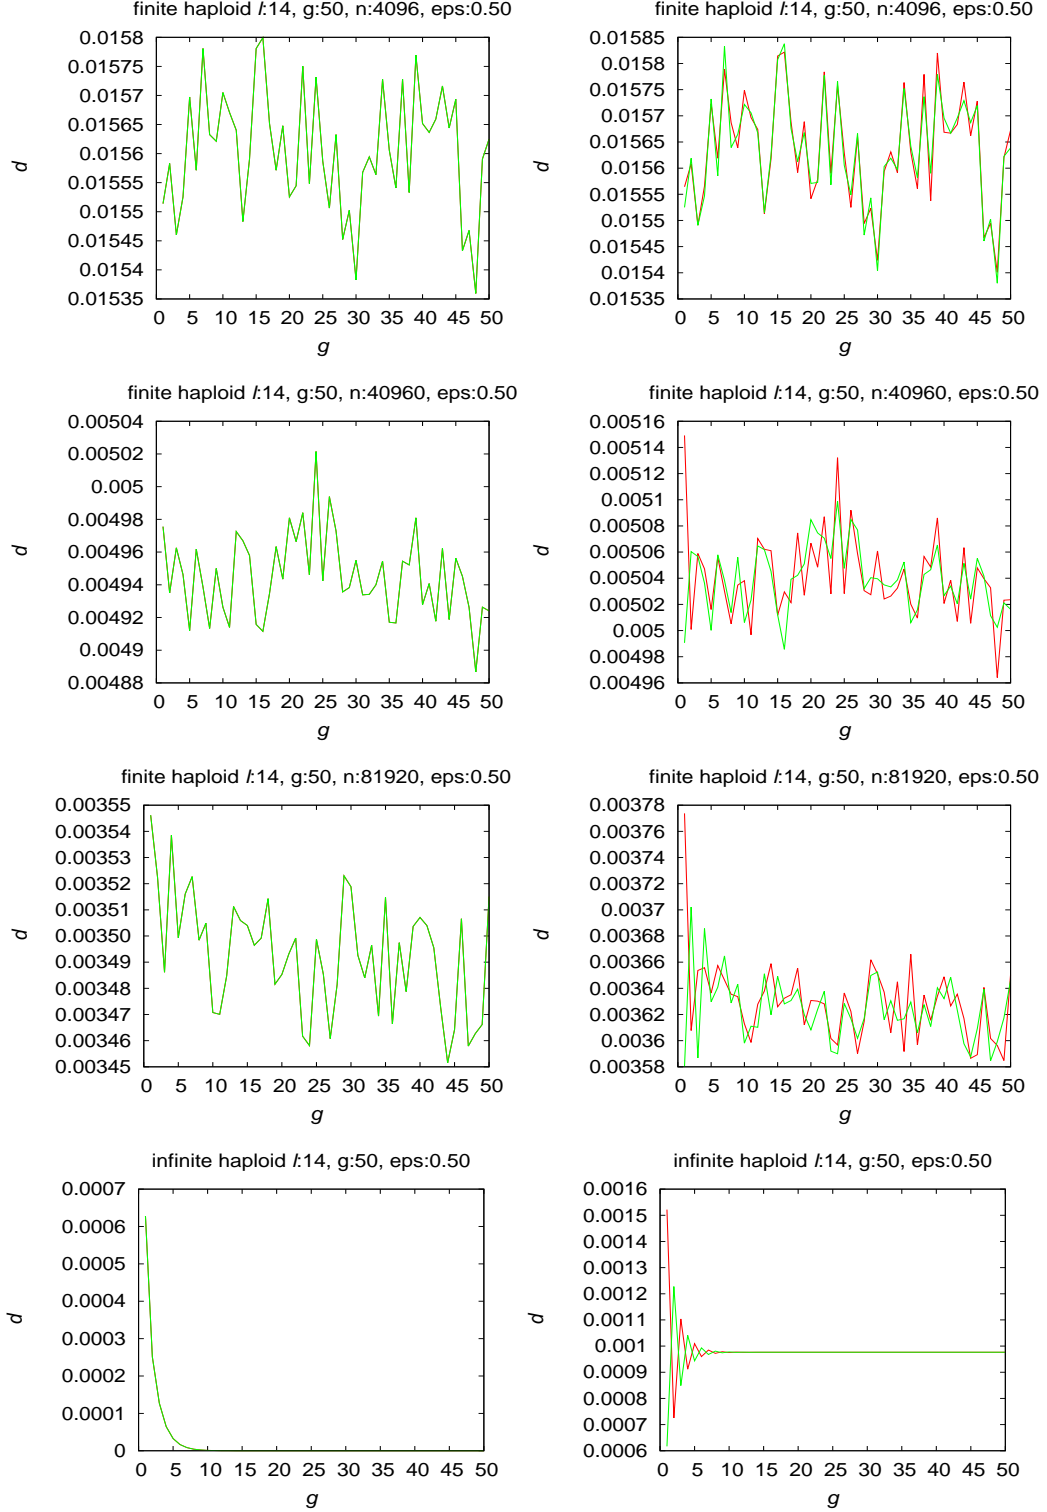 finite haploid l:14, g:50, n:4096, eps:0.50
0.0158
0.01575
0.0157
0.01565
0.0156
0.01555
0.0155
0.01545
0.0154
0.01535
d
0 5 10 15 20 25 30 35 40 45 50
g
finite haploid l:14, g:50, n:4096, eps:0.50
0.01585
0.0158
0.01575
0.0157
0.01565
0.0156
0.01555
0.0155
0.01545
0.0154
0.01535
d
0 5 10 15 20 25 30 35 40 45 50
g
finite haploid l:14, g:50, n:40960, eps:0.50
0.00504
0.00502
0.005
0.00498
0.00496
0.00494
0.00492
0.0049
0.00488
d
0 5 10 15 20 25 30 35 40 45 50
g
finite haploid l:14, g:50, n:40960, eps:0.50
0.00516
0.00514
0.00512
0.0051
0.00508
0.00506
0.00504
0.00502
0.005
0.00498
0.00496
d
0 5 10 15 20 25 30 35 40 45 50
g
finite haploid l:14, g:50, n:81920, eps:0.50
0.00355
0.00354
0.00353
0.00352
0.00351
0.00350
0.00349
0.00348
0.00347
0.00346
0.00345
d
0 5 10 15 20 25 30 35 40 45 50
g
finite haploid l:14, g:50, n:81920, eps:0.50
0.00378
0.00376
0.00374
0.00372
0.0037
0.00368
0.00366
0.00364
0.00362
0.0036
0.00358
d
0 5 10 15 20 25 30 35 40 45 50
g
infinite haploid l:14, g:50, eps:0.50
0.0007
0.0006
0.0005
0.0004
0.0003
0.0002
0.0001
0
d
0 5 10 15 20 25 30 35 40 45 50
g
infinite haploid l:14, g:50, eps:0.50
0.0016
0.0015
0.0014
0.0013
0.0012
0.0011
0.001
0.0009
0.0008
0.0007
0.0006
d
0 5 10 15 20 25 30 35 40 45 50
g